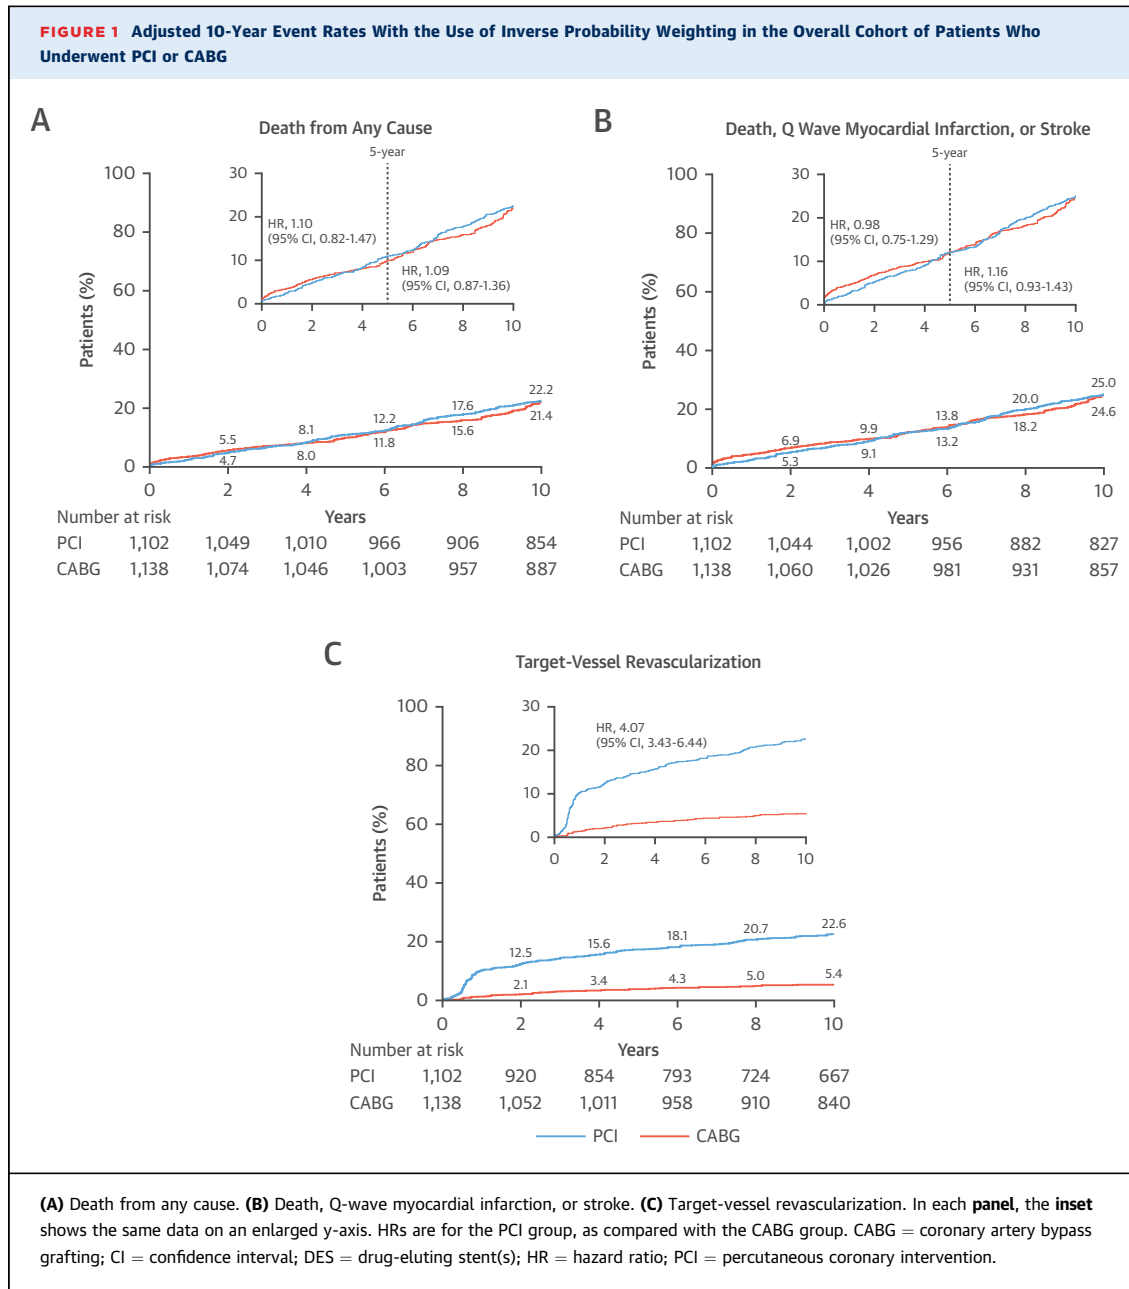 FIGURE 1 Adjusted 10-Year Event Rates With the Use of Inverse Probability Weighting in the Overall Cohort of Patients Who
Underwent PCI or CABG
A
Death from Any Cause
5-year
100
80
60
40
20
0
Patients (%)
30
20
10
0
HR, 1.10
(95% CI, 0.82-1.47)
HR, 1.09
(95% CI, 0.87-1.36)
0 2 4 6 8 10
5.5 8.1 12.2 17.6 22.2
4.7 8.0 11.8 15.6 21.4
0 2 4 6 8 10
Number at risk Years
PCI 1,102 1,049 1,010 966 906 854
CABG 1,138 1,074 1,046 1,003 957 887
B
Death, Q Wave Myocardial Infarction, or Stroke
5-year
100
80
60
40
20
0
Patients (%)
30
20
10
0
HR, 0.98
(95% CI, 0.75-1.29)
HR, 1.16
(95% CI, 0.93-1.43)
0 2 4 6 8 10
6.9 9.9 13.8 20.0 25.0
5.3 9.1 13.2 18.2 24.6
0 2 4 6 8 10
Number at risk Years
PCI 1,102 1,044 1,002 956 882 827
CABG 1,138 1,060 1,026 981 931 857
C
Target-Vessel Revascularization
100
80
60
40
20
0
Patients (%)
30
20
10
0
HR, 4.07
(95% CI, 3.43-6.44)
0 2 4 6 8 10
12.5 15.6 18.1 20.7 22.6
2.1 3.4 4.3 5.0 5.4
0 2 4 6 8 10
Number at risk Years
PCI 1,102 920 854 793 724 667
CABG 1,138 1,052 1,011 958 910 840
PCI CABG
(A) Death from any cause. (B) Death, Q-wave myocardial infarction, or stroke. (C) Target-vessel revascularization. In each panel, the inset
shows the same data on an enlarged y-axis. HRs are for the PCI group, as compared with the CABG group. CABG = coronary artery bypass
grafting; CI = confidence interval; DES = drug-eluting stent(s); HR = hazard ratio; PCI = percutaneous coronary intervention.